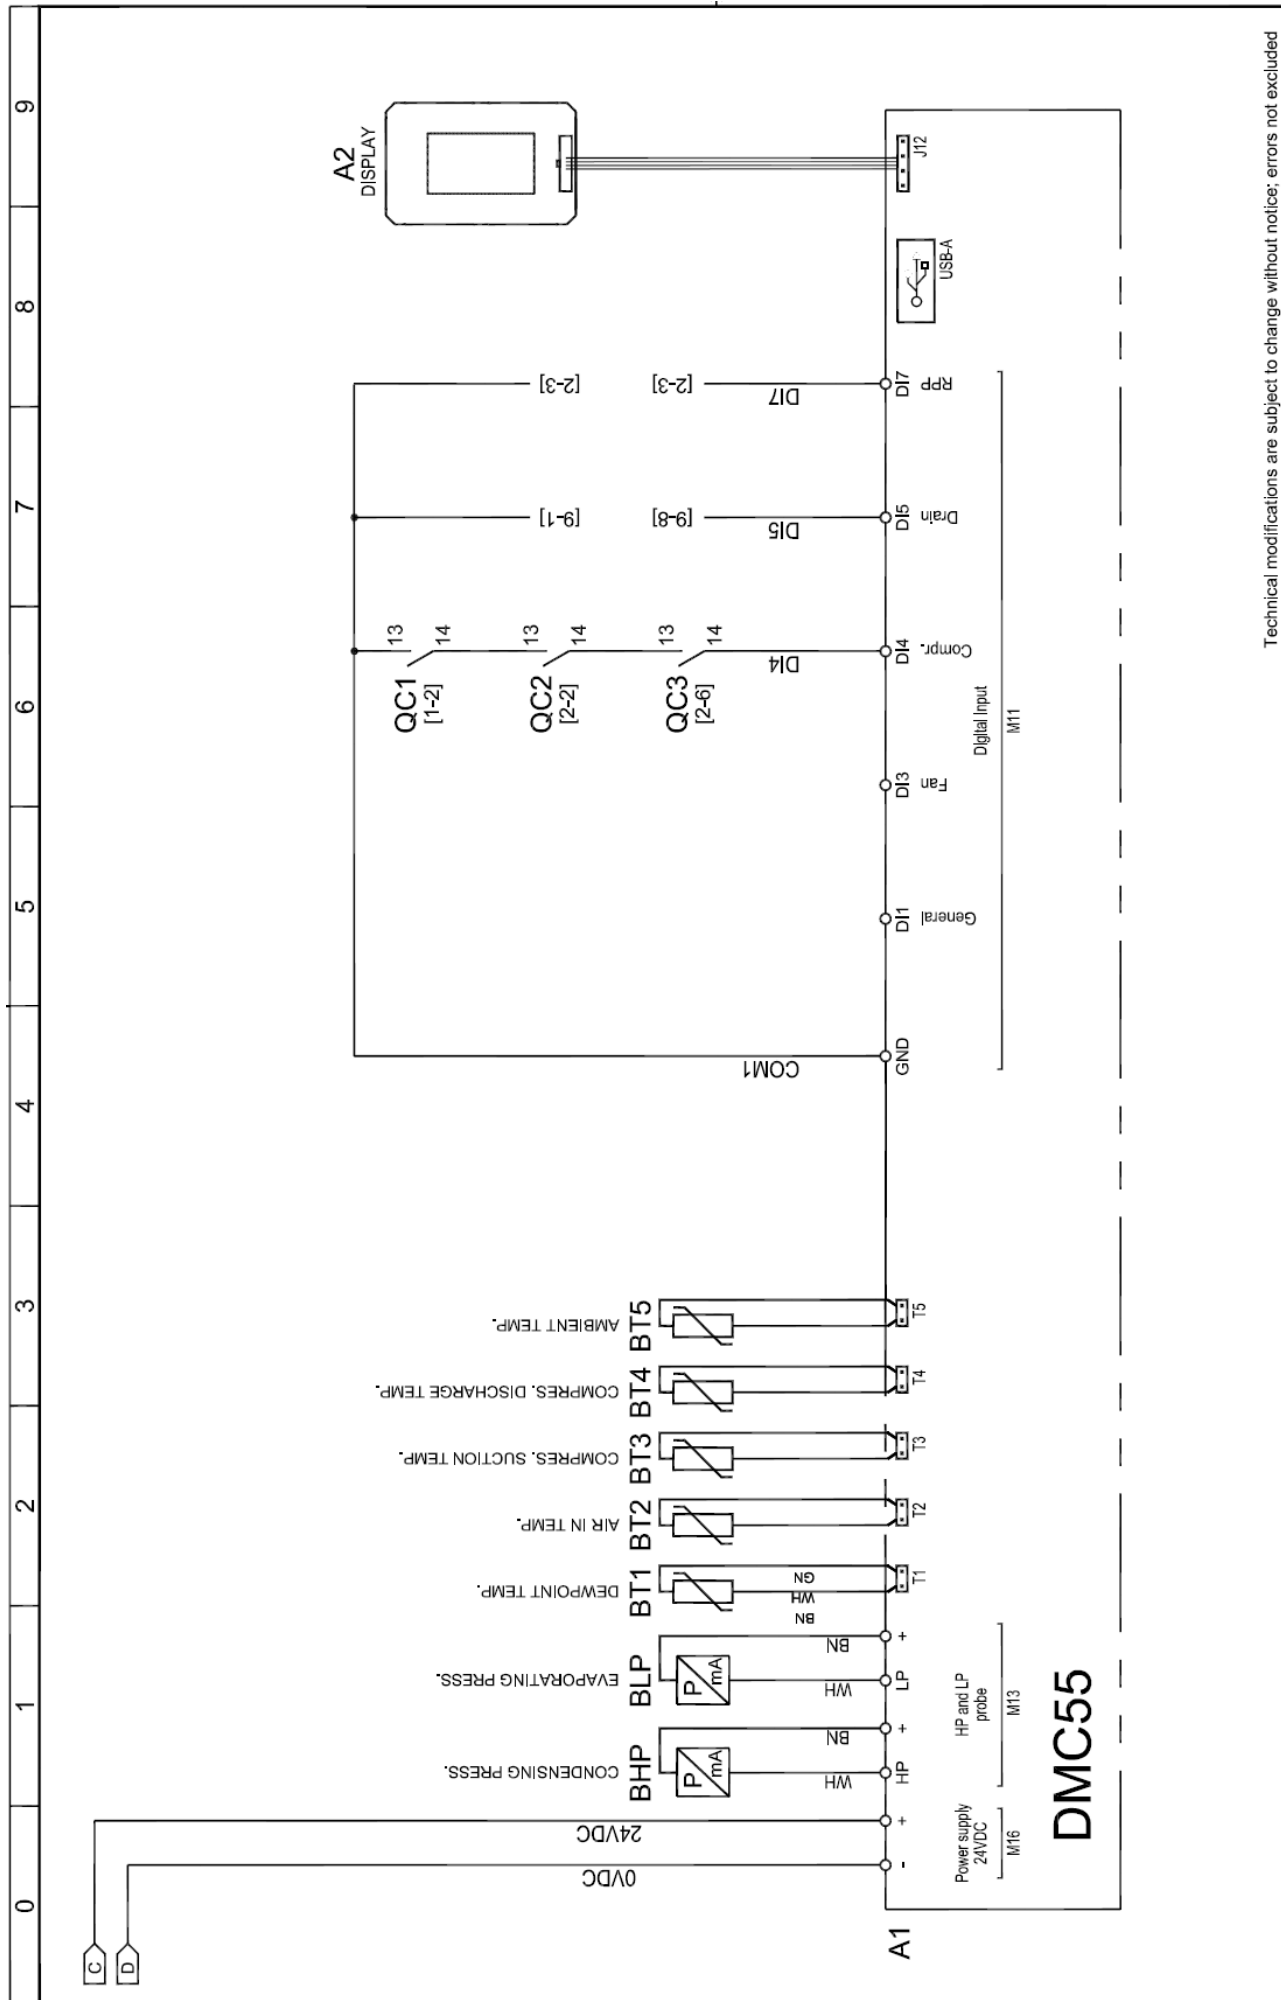 0
1
2
3
4
5
6
7
8
9
C
D
24VDC
0VDC
CONDENSING PRESS.
BHP
P
mA
WH
BN
EVAPORATING PRESS.
BLP
P
mA
WH
BN
DEWPOINT TEMP.
BT1
BN
WH
GN
AIR IN TEMP.
BT2
COMPRES. SUCTION TEMP.
BT3
COMPRES. DISCHARGE TEMP.
BT4
AMBIENT TEMP.
BT5
COM1
QC1
[1-2]
13
14
QC2
[2-2]
13
14
QC3
[2-6]
13
14
DI4
[9-1]
[9-8]
DI5
[2-3]
[2-3]
DI7
A2
DISPLAY
A1
-
+
HP
+
LP
+
T1
T2
T3
T4
T5
GND
DI1
General
DI3
Fan
DI4
Compr.
DI5
Drain
DI7
RPP
USB-A
J12
Power supply
24VDC
M16
HP and LP
probe
M13
Digital Input
M11
DMC55
Technical modifications are subject to change without notice; errors not excluded